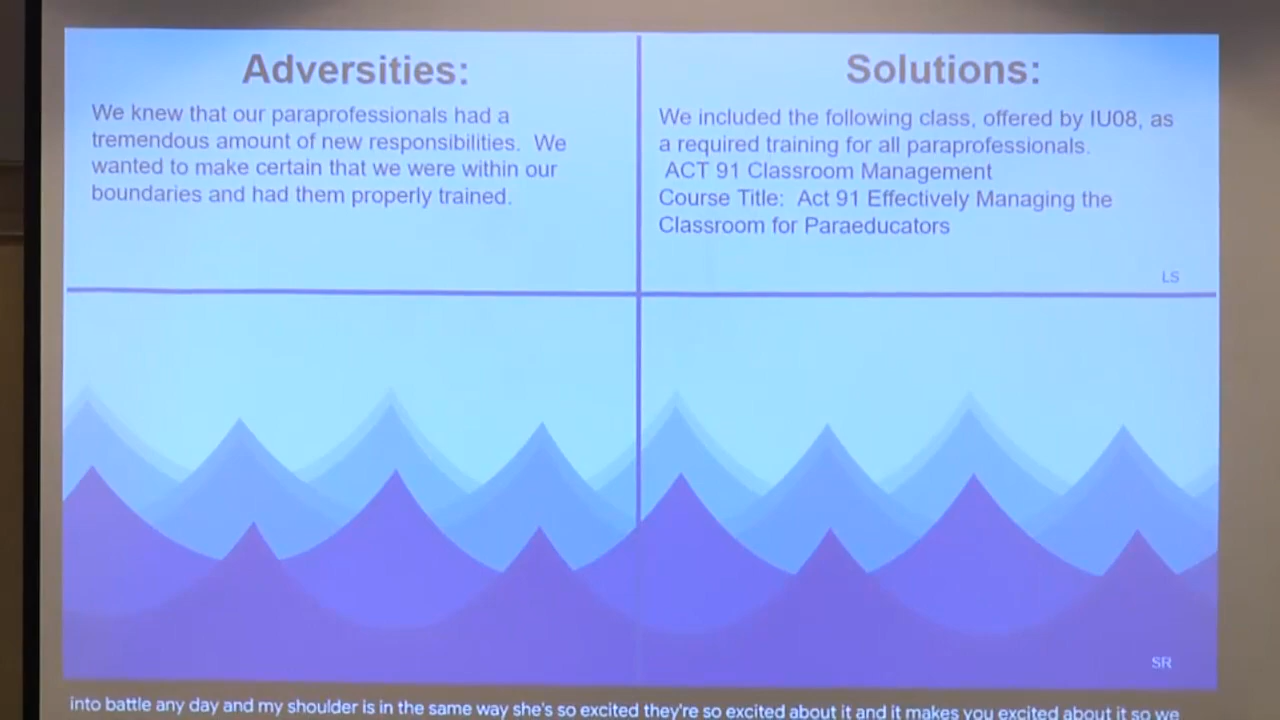 Adversities:
We knew that our paraprofessionals had a
tremendous amount of new responsibilities. We
wanted to make certain that we were within our
boundaries and had them properly trained.
Solutions:
We included the following class, offered by IU08, as
a required training for all paraprofessionals.
ACT 91 Classroom Management
Course Title: Act 91 Effectively Managing the
Classroom for Paraeducators
LS
SR
into battle any day and my shoulder is in the same way she's so excited they're so excited about it and it makes you excited about it so we